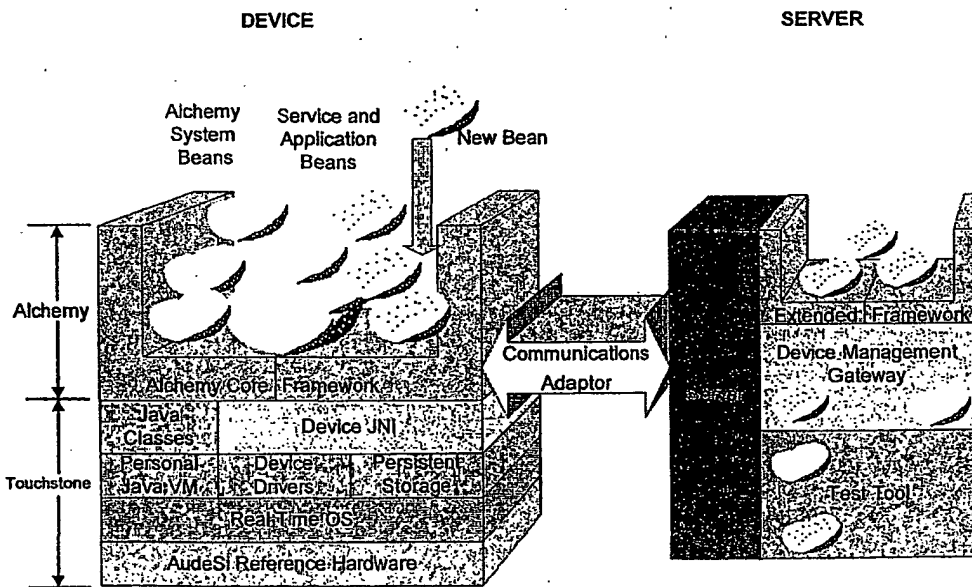 DEVICE
SERVER
Alchemy
System
Beans
Service and
Application
Beans
New Bean
Alchemy
Alchemy Core Framework
Communications
Adaptor
Extended Framework
Device Management
Gateway
Test Tool
Touchstone
Java
Classes
Device JNI
Personal
Java VM
Device
Drivers
Persistent
Storage
Real Time OS
AudeSI Reference Hardware